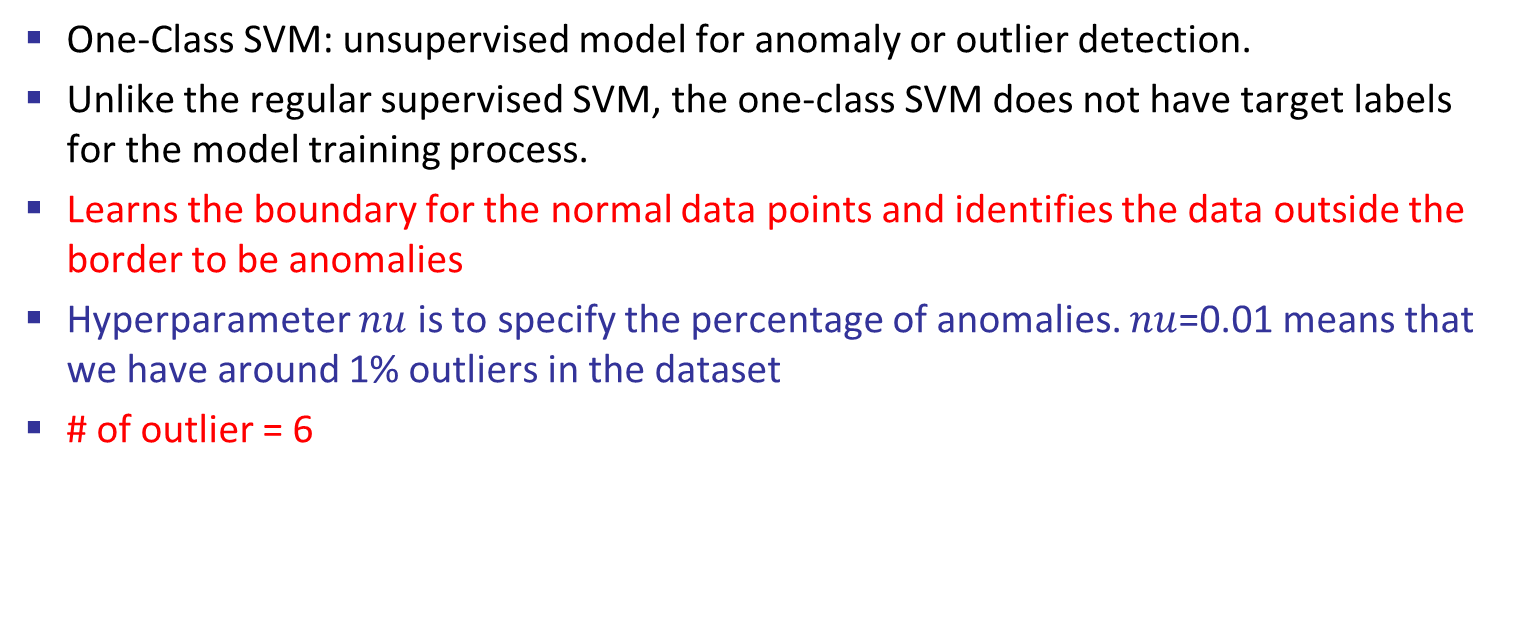 ▪ One-Class SVM: unsupervised model for anomaly or outlier detection.
▪ Unlike the regular supervised SVM, the one-class SVM does not have target labels
for the model training process.
▪ Learns the boundary for the normal data points and identifies the data outside the
border to be anomalies
▪ Hyperparameter nu is to specify the percentage of anomalies. nu=0.01 means that
we have around 1% outliers in the dataset
▪ # of outlier = 6